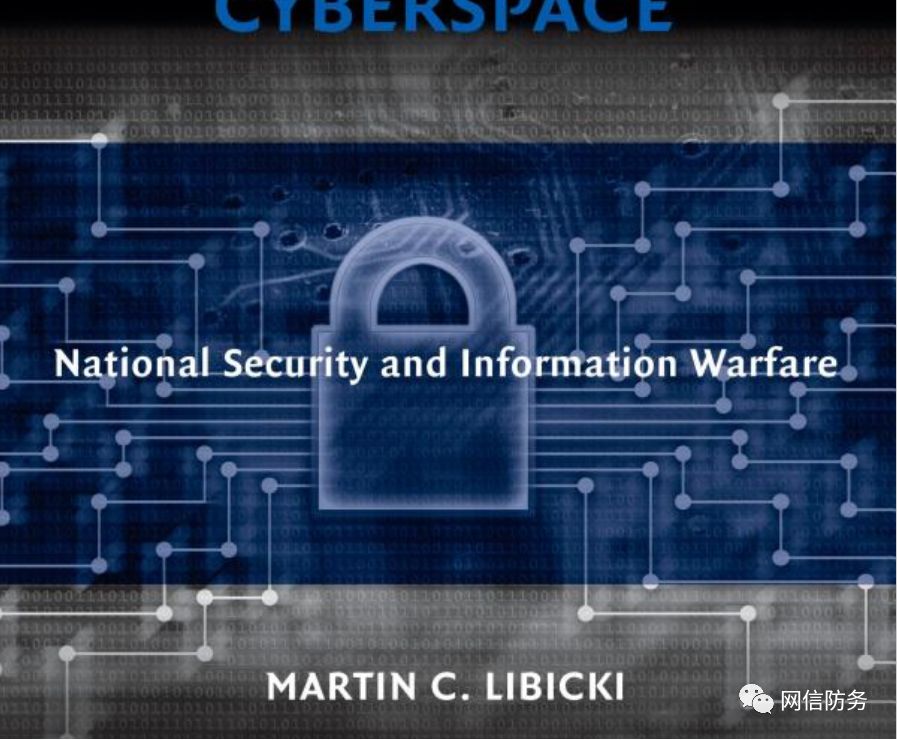 CYBERSPACE
National Security and Information Warfare
MARTIN C. LIBICKI
网信防务